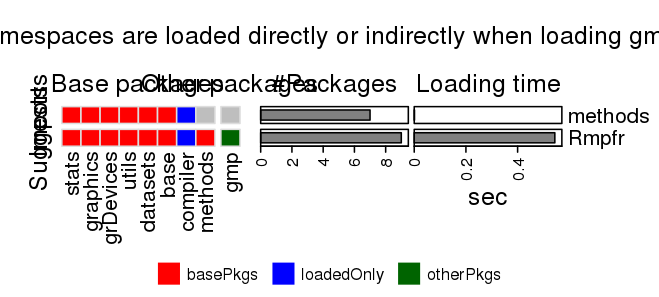 mespaces are loaded directly or indirectly when loading gm
Base packages
Other packages
#Packages
Loading time
Imports
Suggests
methods
Rmpfr
stats
graphics
grDevices
utils
datasets
base
compiler
methods
gmp
0 2 4 6 8
0 0.2 0.4
sec
basePkgs
loadedOnly
otherPkgs